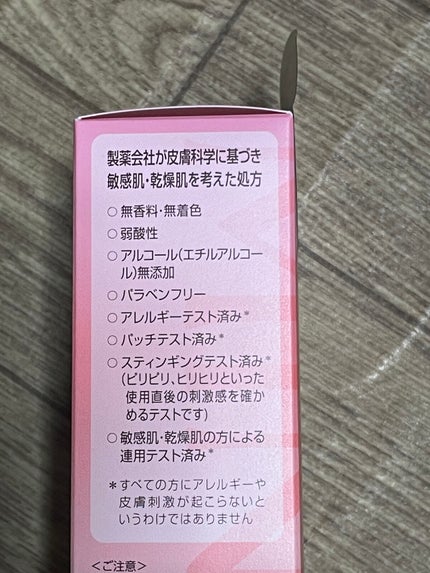 製薬会社が皮膚科学に基づき
敏感肌・乾燥肌を考えた処方
○ 無香料・無着色
○ 弱酸性
○ アルコール(エチルアルコー
ル)無添加
○ パラベンフリー
○ アレルギーテスト済み*
○ パッチテスト済み*
○ スティンギングテスト済み*
(ピリピリ、ヒリヒリといった
使用直後の刺激感を確か
めるテストです)
○ 敏感肌・乾燥肌の方による
連用テスト済み*
*すべての方にアレルギーや
皮膚刺激が起こらないと
いうわけではありません
<ご注意>